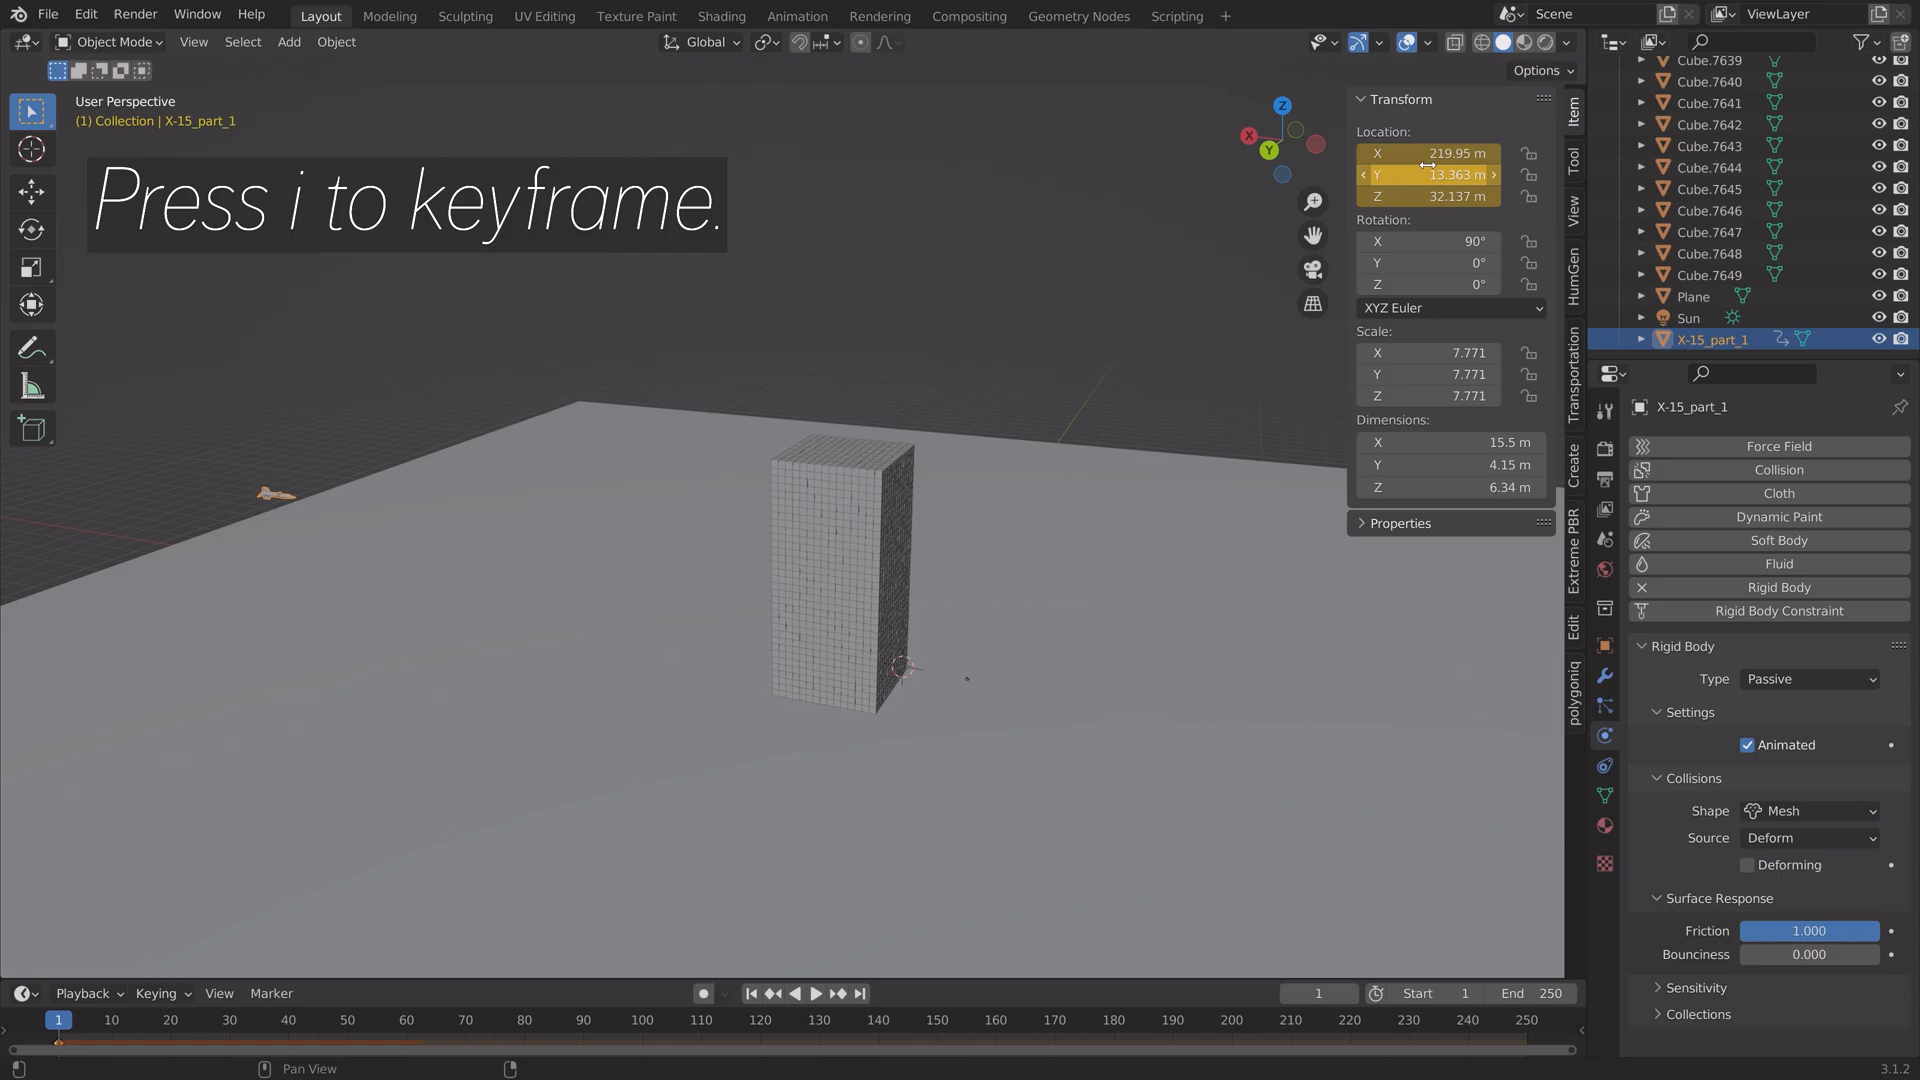 File Edit Render Window Help Layout Modeling Sculpting UV Editing Texture Paint Shading Animation Rendering Compositing Geometry Nodes Scripting + Scene ViewLayer
Object Mode View Select Add Object Global
Options
User Perspective
(1) Collection | X-15_part_1
Press i to keyframe.
Z
X
Y
Transform
Location:
X 219.95 m
Y 13.363 m
Z 32.137 m
Rotation:
X 90°
Y 0°
Z 0°
XYZ Euler
Scale:
X 7.771
Y 7.771
Z 7.771
Dimensions:
X 15.5 m
Y 4.15 m
Z 6.34 m
Properties
Item
Tool
View
HumGen
Transportation
Create
Extreme PBR
Edit
polygoniq
Cube.7639
Cube.7640
Cube.7641
Cube.7642
Cube.7643
Cube.7644
Cube.7645
Cube.7646
Cube.7647
Cube.7648
Cube.7649
Plane
Sun
X-15_part_1
X-15_part_1
Force Field
Collision
Cloth
Dynamic Paint
Soft Body
Fluid
Rigid Body
Rigid Body Constraint
Rigid Body
Type Passive
Settings
Animated
Collisions
Shape Mesh
Source Deform
Deforming
Surface Response
Friction 1.000
Bounciness 0.000
Sensitivity
Collections
Playback Keying View Marker 1 Start 1 End 250
1 10 20 30 40 50 60 70 80 90 100 110 120 130 140 150 160 170 180 190 200 210 220 230 240 250
Pan View
3.1.2